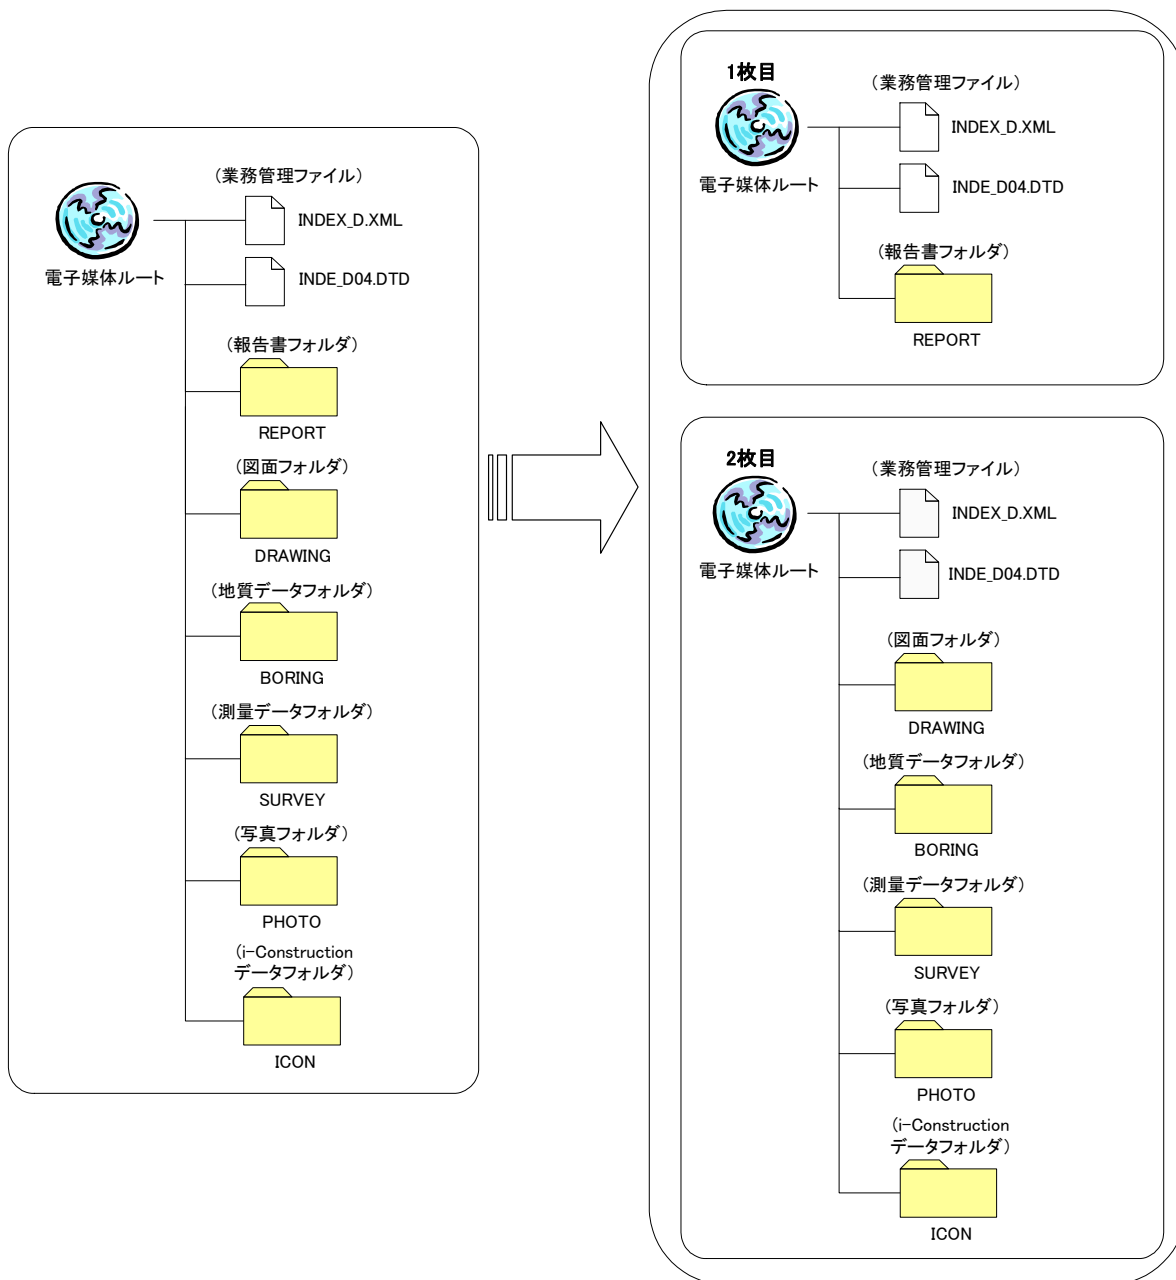 (業務管理ファイル)
INDEX_D.XML
電子媒体ルート
INDE_D04.DTD
(報告書フォルダ)
REPORT
(図面フォルダ)
DRAWING
(地質データフォルダ)
BORING
(測量データフォルダ)
SURVEY
(写真フォルダ)
PHOTO
(i-Construction
データフォルダ)
ICON
1枚目
(業務管理ファイル)
INDEX_D.XML
電子媒体ルート
INDE_D04.DTD
(報告書フォルダ)
REPORT
2枚目
(業務管理ファイル)
INDEX_D.XML
電子媒体ルート
INDE_D04.DTD
(図面フォルダ)
DRAWING
(地質データフォルダ)
BORING
(測量データフォルダ)
SURVEY
(写真フォルダ)
PHOTO
(i-Construction
データフォルダ)
ICON